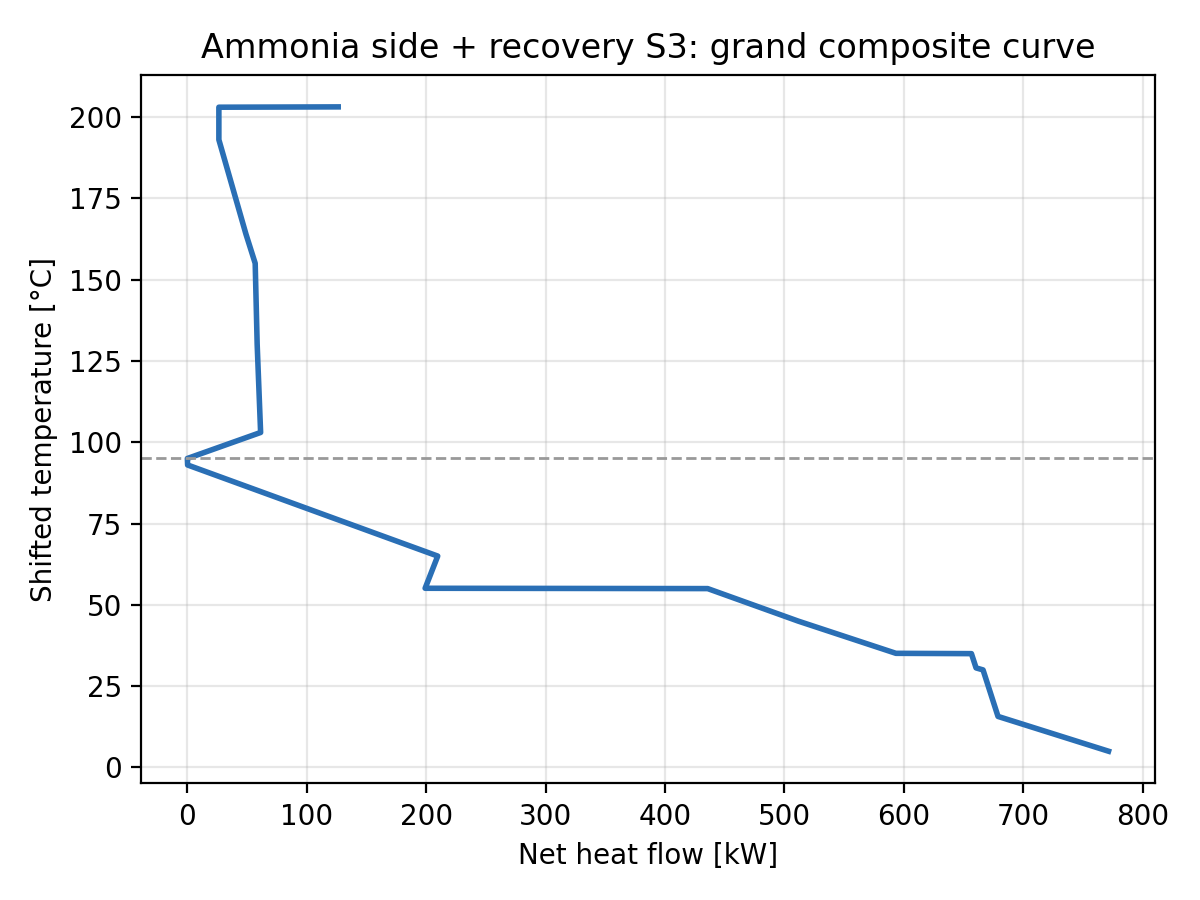 Ammonia side + recovery S3: grand composite curve
Shifted temperature [°C]
200
175
150
125
100
75
50
25
0
0 100 200 300 400 500 600 700 800
Net heat flow [kW]